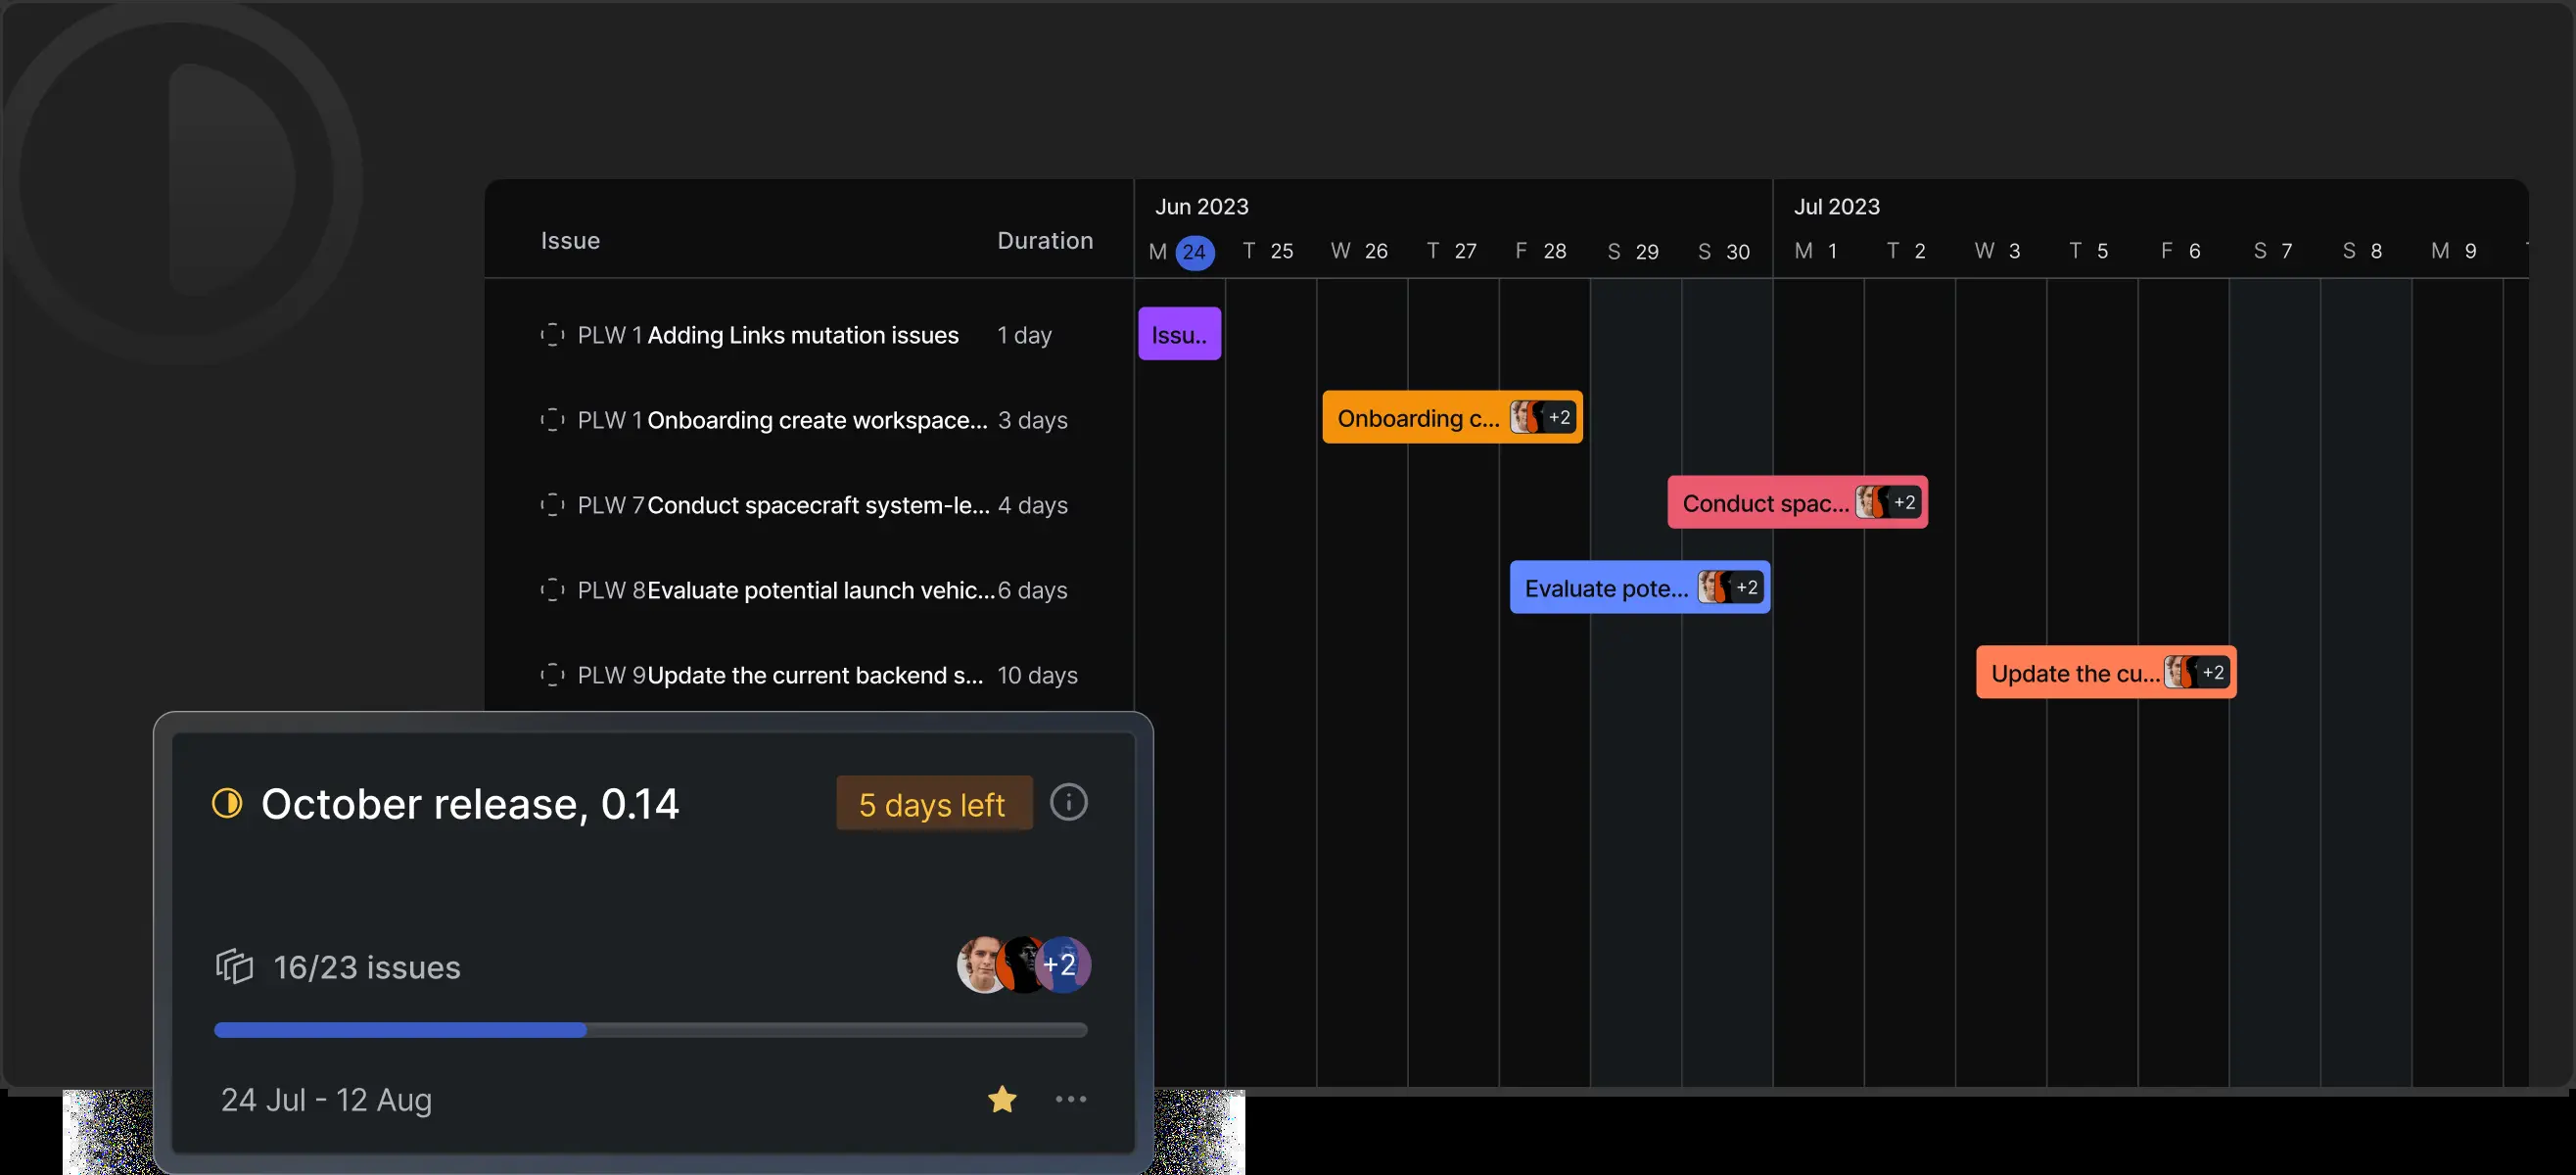 Jun 2023 Jul 2023
Issue Duration
M 24 T 25 W 26 T 27 F 28 S 29 S 30 M 1 T 2 W 3 T 5 F 6 S 7 S 8 M 9
PLW 1 Adding Links mutation issues 1 day Issu..
PLW 1 Onboarding create workspace... 3 days Onboarding c... +2
PLW 7 Conduct spacecraft system-le... 4 days Conduct spac... +2
PLW 8 Evaluate potential launch vehic... 6 days Evaluate pote... +2
PLW 9 Update the current backend s... 10 days Update the cu... +2
October release, 0.14 5 days left
16/23 issues +2
24 Jul - 12 Aug